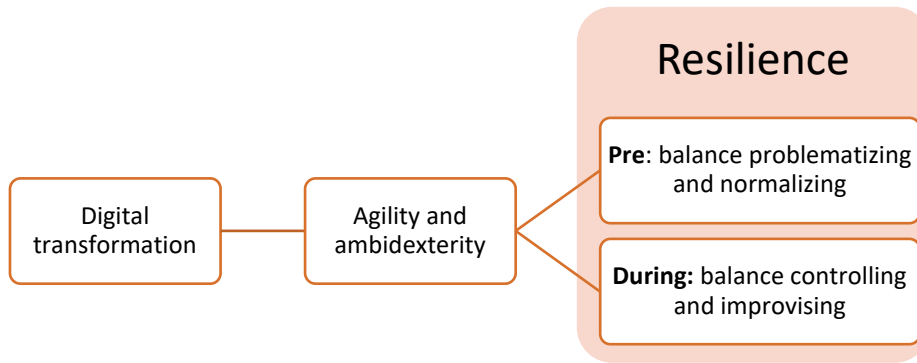 Resilience
Pre: balance problematizing
and normalizing
Digital
transformation
Agility and
ambidexterity
During: balance controlling
and improvising